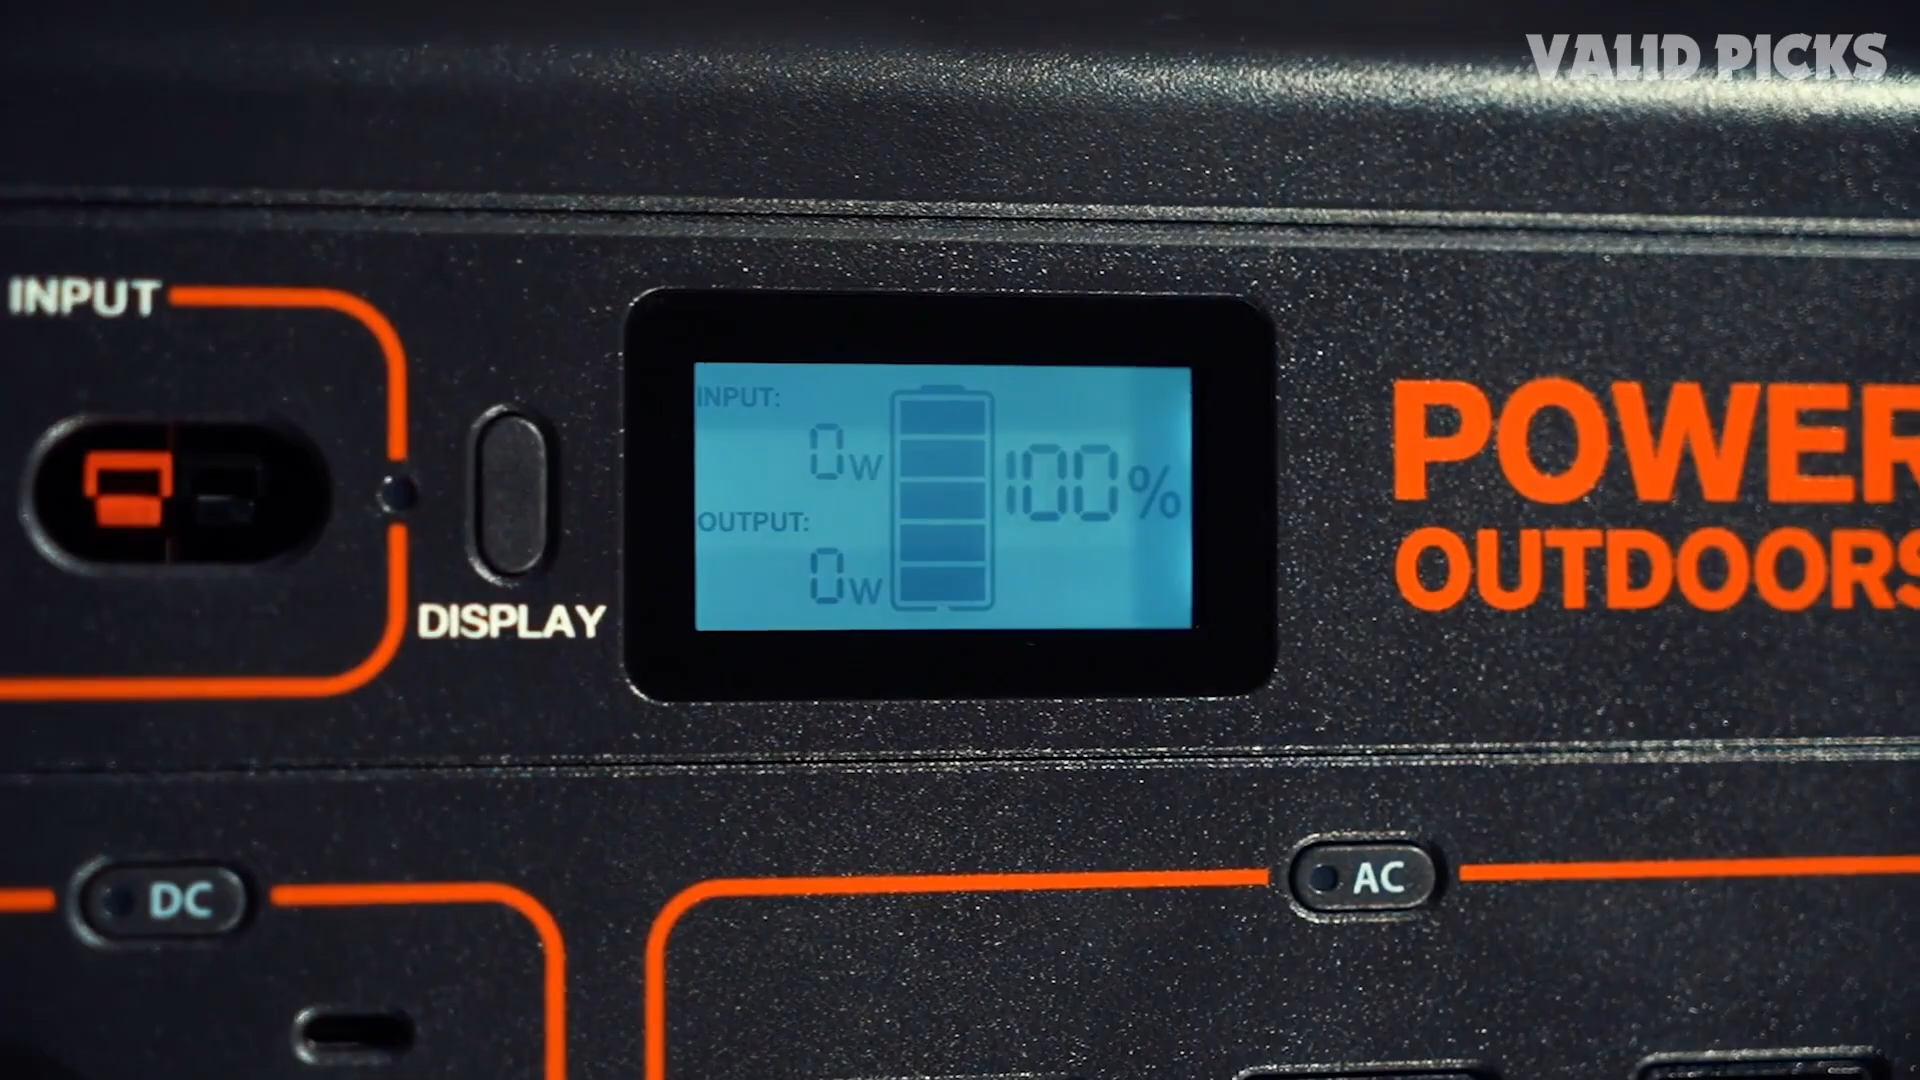 VALID PICKS
INPUT
DISPLAY
INPUT:
0W
OUTPUT:
0W
100%
POWER
OUTDOORS
DC
AC